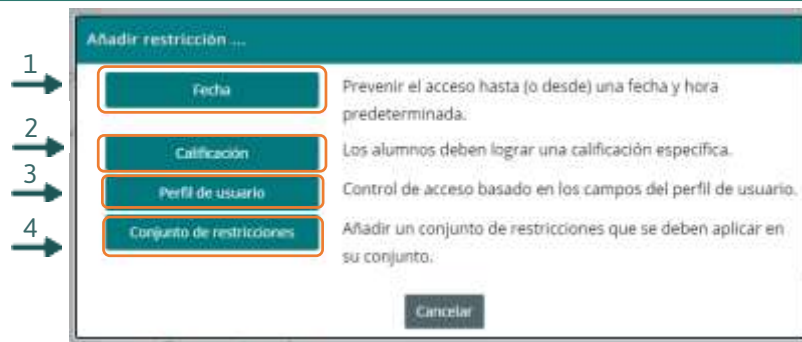 Añadir restricción ...
1
Fecha
Prevenir el acceso hasta (o desde) una fecha y hora
predeterminada.
2
Calificación
Los alumnos deben lograr una calificación específica.
3
Perfil de usuario
Control de acceso basado en los campos del perfil de usuario.
4
Conjunto de restricciones
Añadir un conjunto de restricciones que se deben aplicar en
su conjunto.
Cancelar